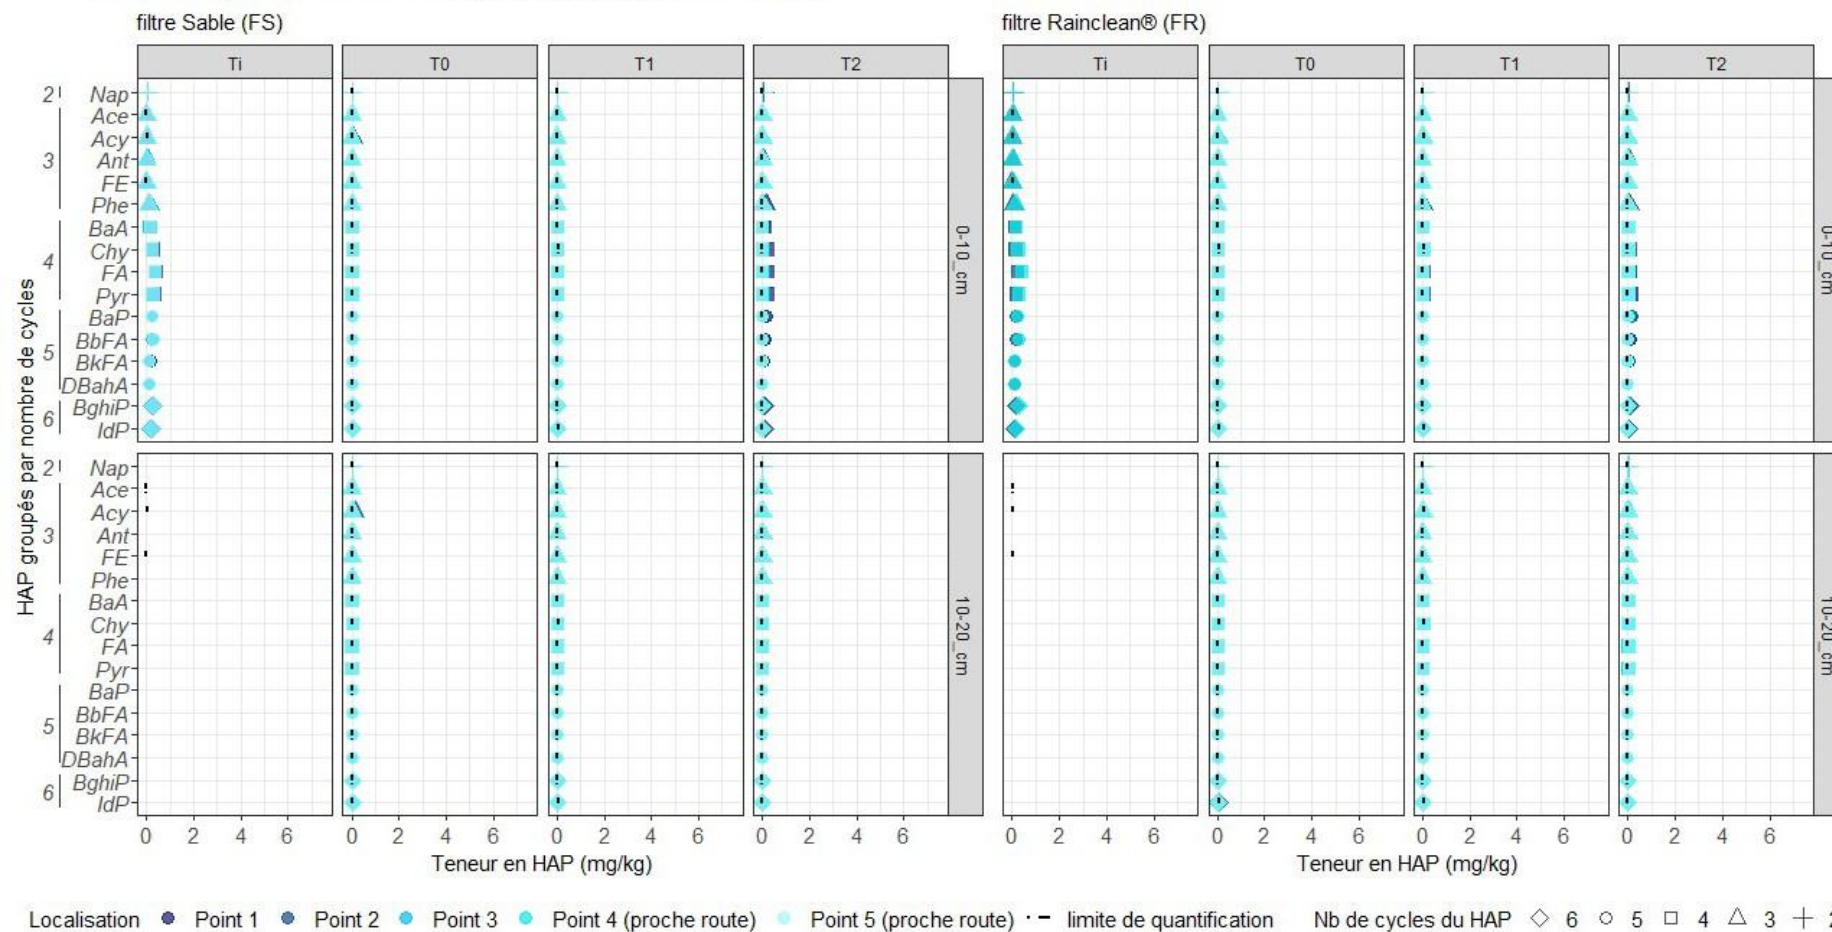 filtre Sable (FS)
filtre Rainclean® (FR)
Ti T0 T1 T2
Ti T0 T1 T2
HAP groupés par nombre de cycles
2 Nap
Ace
Acy
3 Ant
FE
Phe
BaA
4 Chy
FA
Pyr
BaP
5 BbFA
BkFA
DBahA
6 BghiP
IdP
0-10_cm
0-10_cm
2 Nap
Ace
Acy
3 Ant
FE
Phe
BaA
4 Chy
FA
Pyr
BaP
5 BbFA
BkFA
DBahA
6 BghiP
IdP
10-20_cm
10-20_cm
0 2 4 6 0 2 4 6 0 2 4 6 0 2 4 6
0 2 4 6 0 2 4 6 0 2 4 6 0 2 4 6
Teneur en HAP (mg/kg)
Teneur en HAP (mg/kg)
Localisation Point 1 Point 2 Point 3 Point 4 (proche route) Point 5 (proche route) limite de quantification Nb de cycles du HAP 6 5 4 3 2